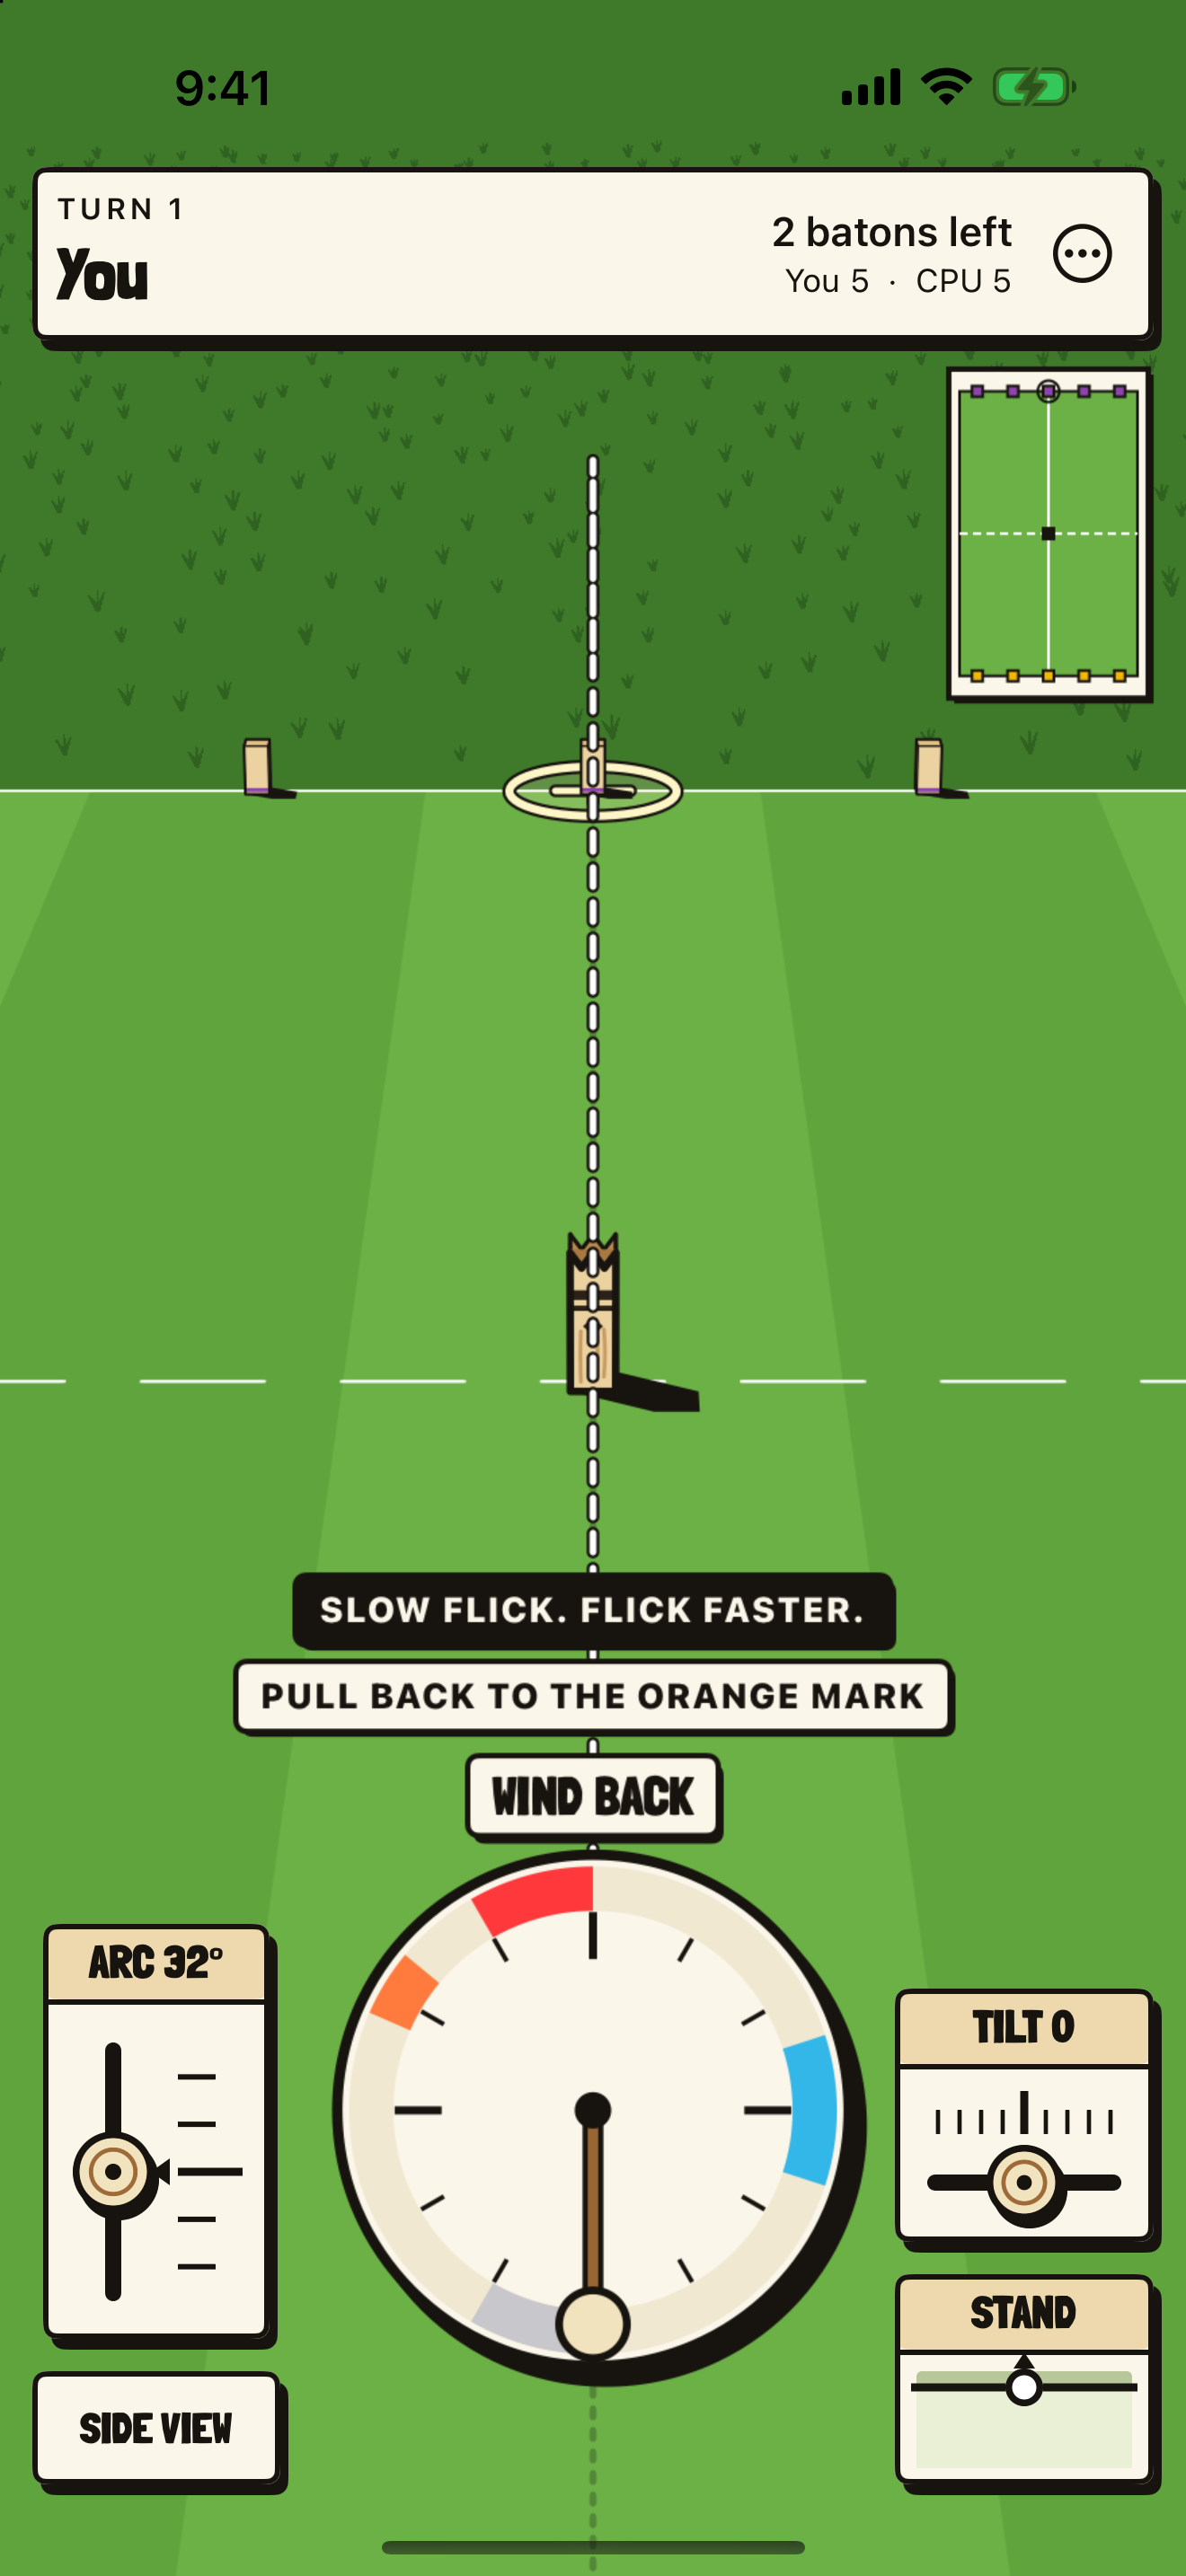 9:41
TURN 1
You
2 batons left
You 5 · CPU 5
SLOW FLICK. FLICK FASTER.
PULL BACK TO THE ORANGE MARK
WIND BACK
ARC 32°
TILT 0
STAND
SIDE VIEW